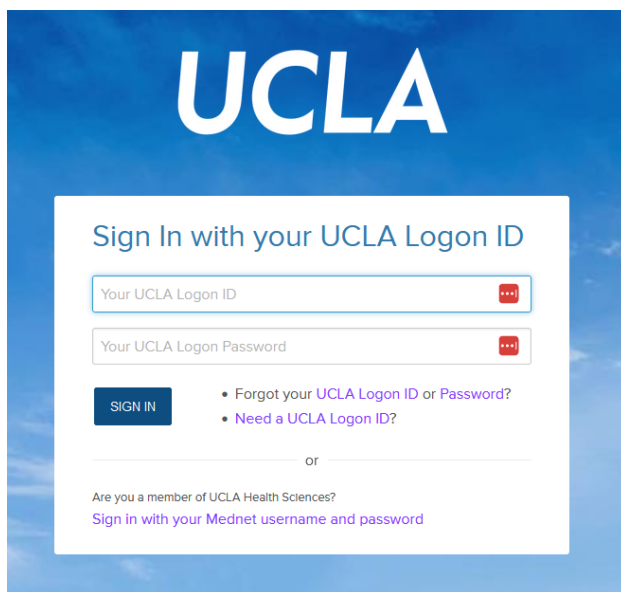 UCLA
Sign In with your UCLA Logon ID
Your UCLA Logon ID
Your UCLA Logon Password
SIGN IN
• Forgot your UCLA Logon ID or Password?
• Need a UCLA Logon ID?
or
Are you a member of UCLA Health Sciences?
Sign in with your Mednet username and password